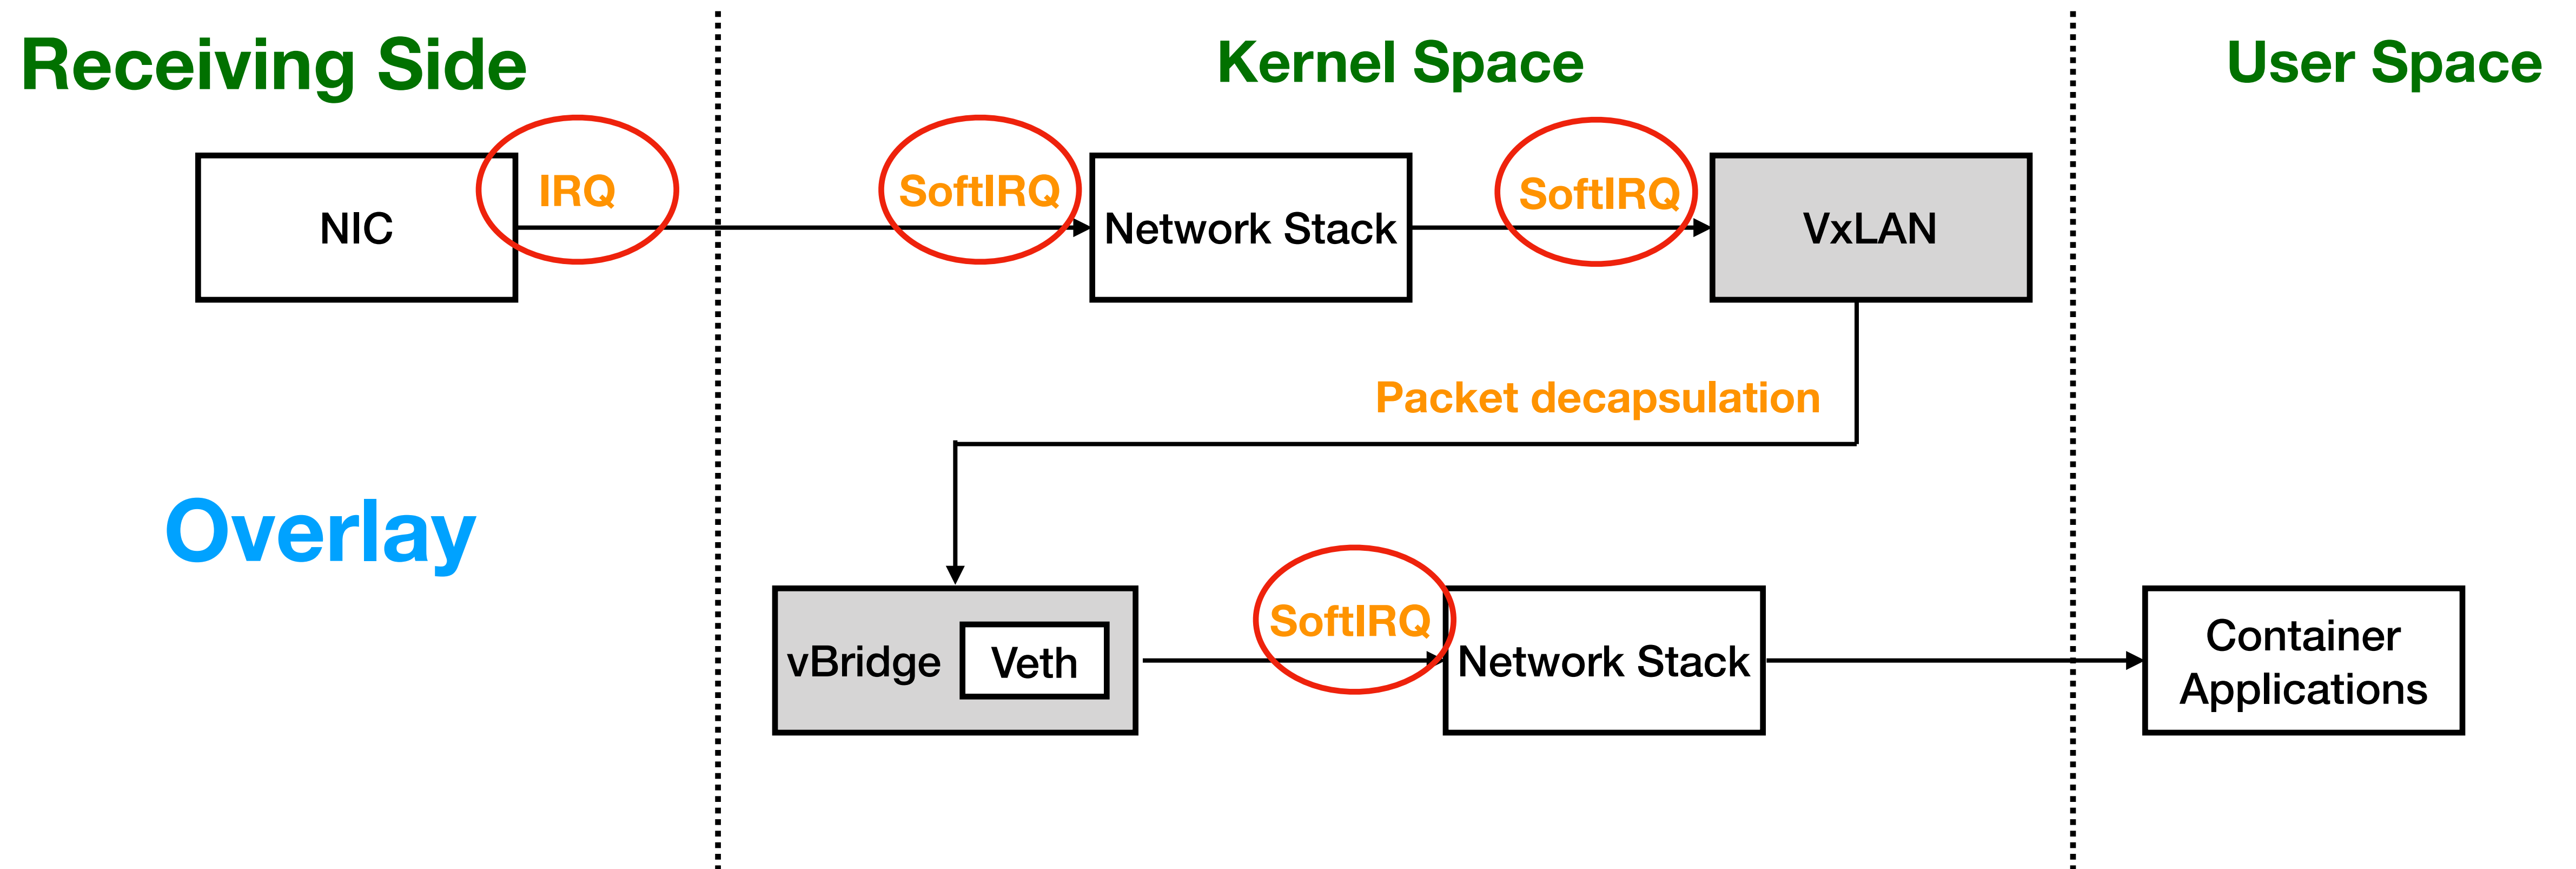 Receiving Side
Kernel Space
User Space
NIC
IRQ
SoftIRQ
Network Stack
SoftIRQ
VxLAN
Packet decapsulation
Overlay
vBridge
Veth
SoftIRQ
Network Stack
Container
Applications